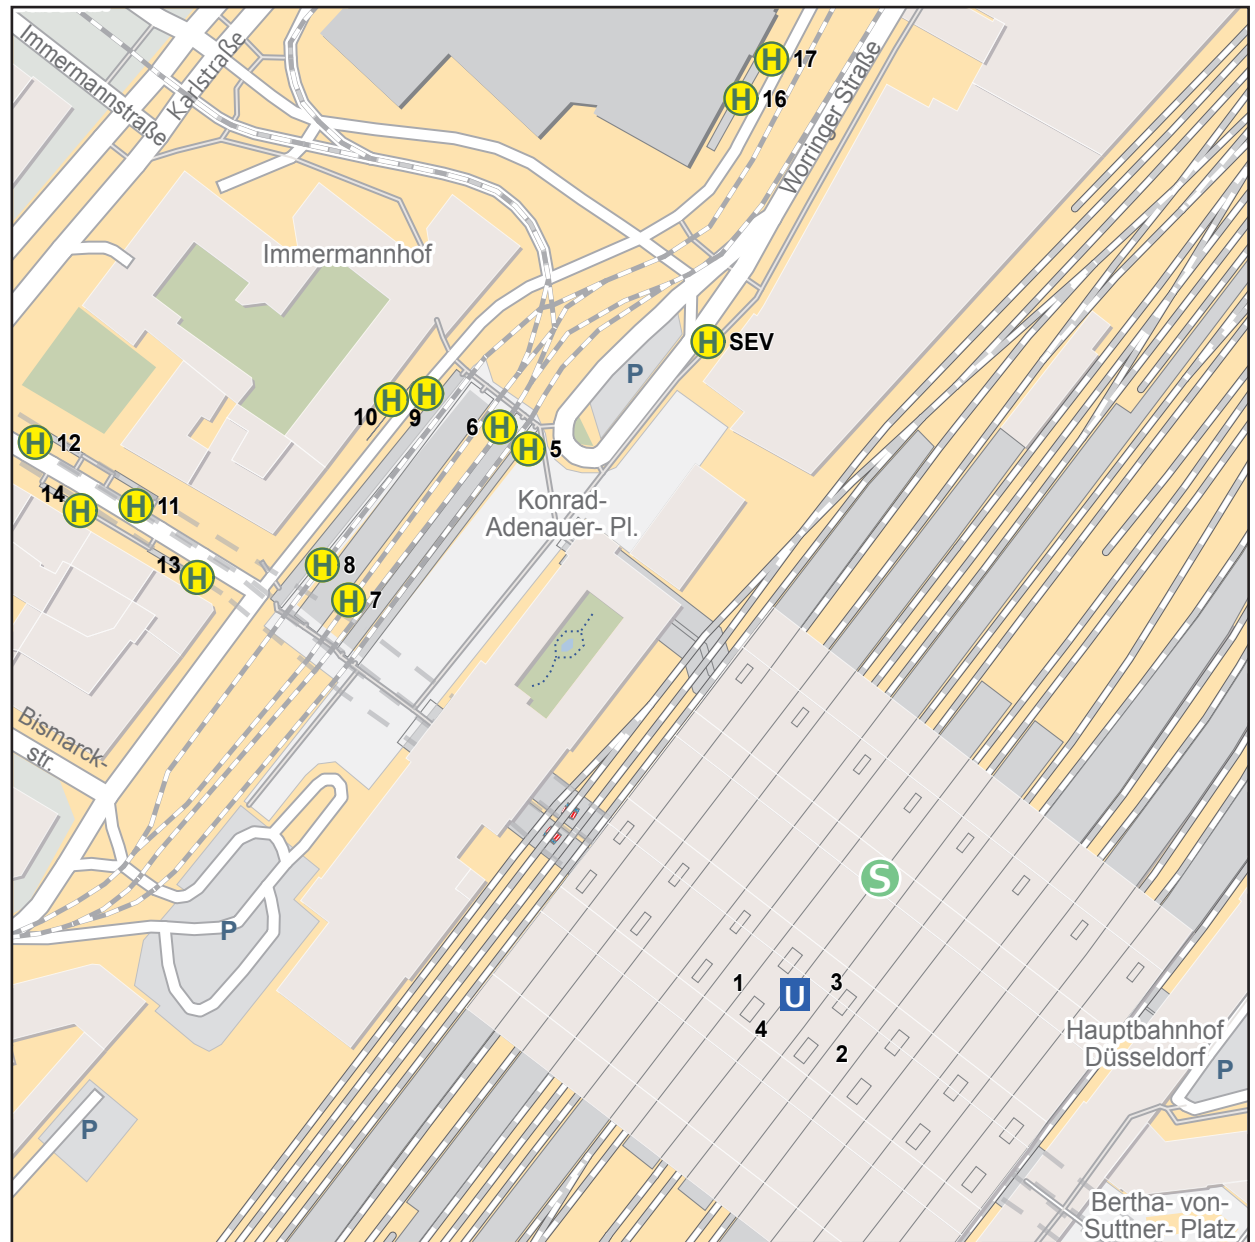 Immermannstraße
Karlstraße
H 17
H 16
Worringer Straße
Immermannhof
H SEV
P
10 H
9 H
6 H
H 5
H 12
14 H
H 11
13 H
Konrad-
Adenauer- Pl.
H 8
H 7
Bismarck-
str.
S
P
1
U
3
4
2
Hauptbahnhof
Düsseldorf
P
P
Bertha- von-
Suttner- Platz